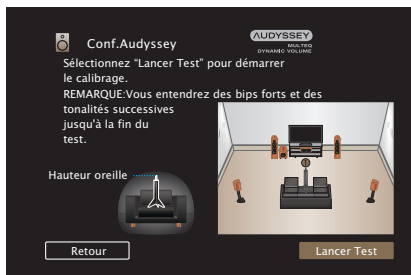 Conf.Audyssey
AUDYSSEY
MULTEQ
DYNAMIC VOLUME
Sélectionnez “Lancer Test” pour démarrer
le calibrage.
REMARQUE:Vous entendrez des bips forts et des
tonalités successives
jusqu'à la fin du
test.
Hauteur oreille
Retour
Lancer Test